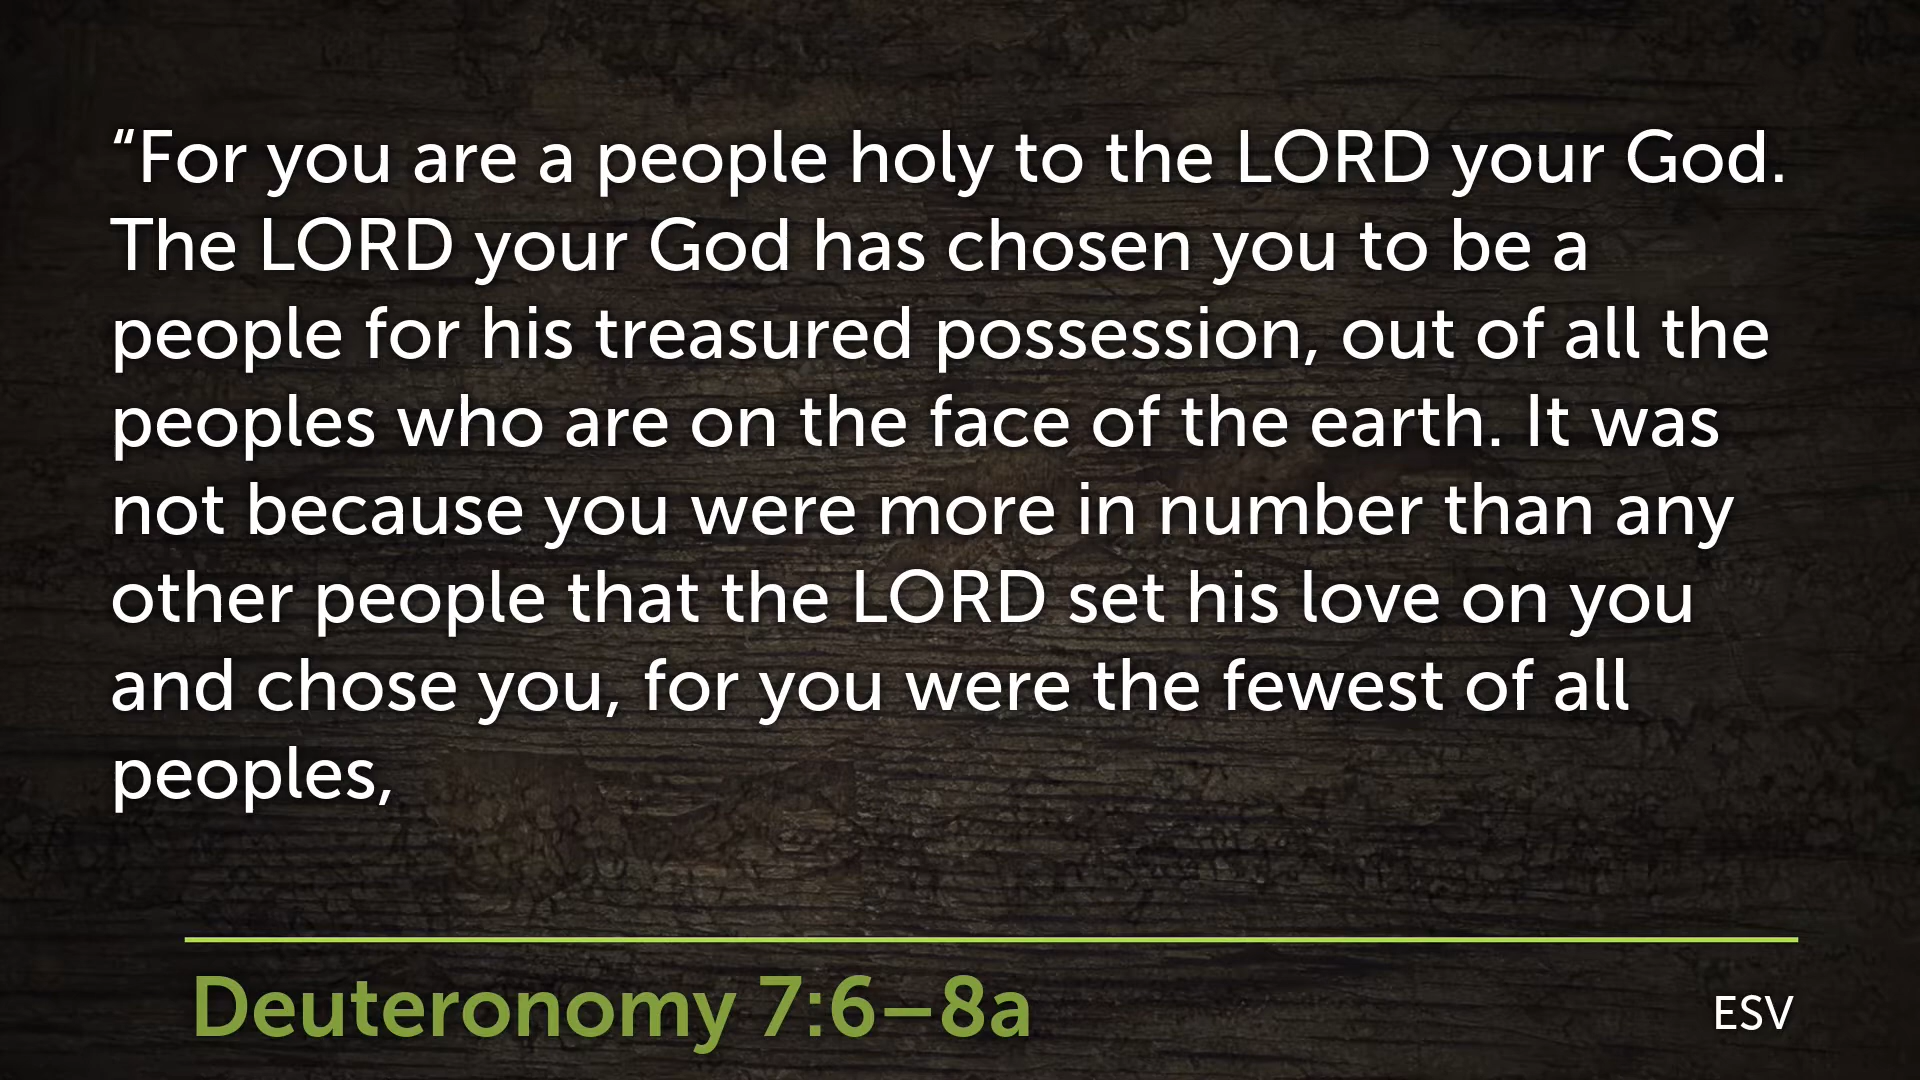 “For you are a people holy to the LORD your God.
The LORD your God has chosen you to be a
people for his treasured possession, out of all the
peoples who are on the face of the earth. It was
not because you were more in number than any
other people that the LORD set his love on you
and chose you, for you were the fewest of all
peoples,
Deuteronomy 7:6–8a
ESV